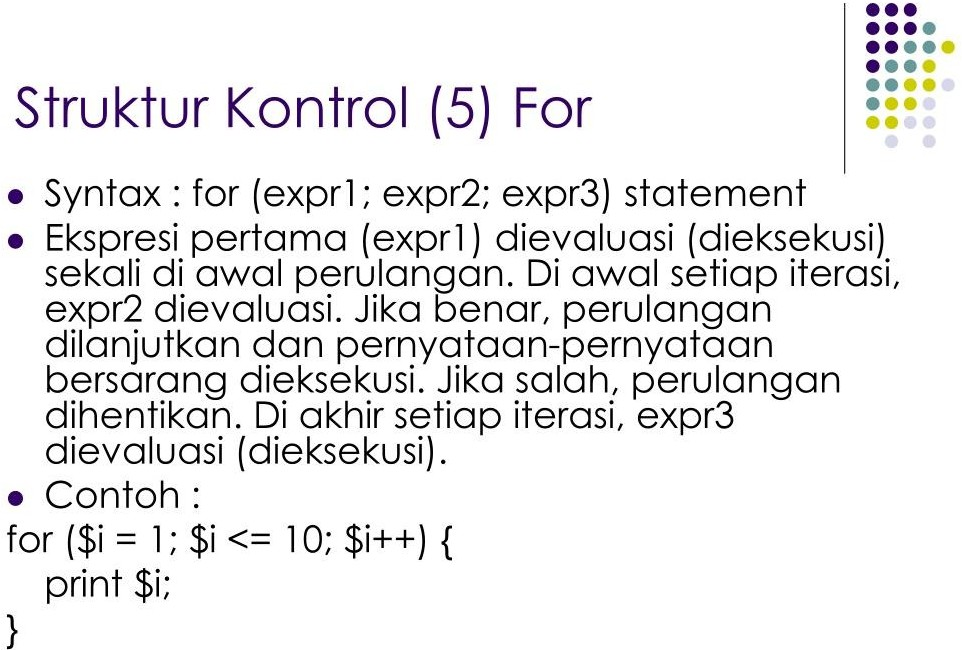 Struktur Kontrol (5) For
• Syntax : for (expr1; expr2; expr3) statement
• Ekspresi pertama (expr1) dievaluasi (dieksekusi)
sekali di awal perulangan. Di awal setiap iterasi,
expr2 dievaluasi. Jika benar, perulangan
dilanjutkan dan pernyataan-pernyataan
bersarang dieksekusi. Jika salah, perulangan
dihentikan. Di akhir setiap iterasi, expr3
dievaluasi (dieksekusi).
• Contoh :
for ($i = 1; $i <= 10; $i++) {
print $i;
}